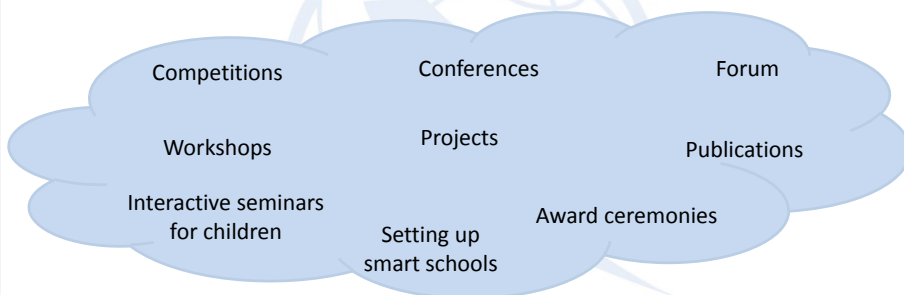 Competitions
Conferences
Forum
Workshops
Projects
Publications
Interactive seminars
for children
Setting up
smart schools
Award ceremonies